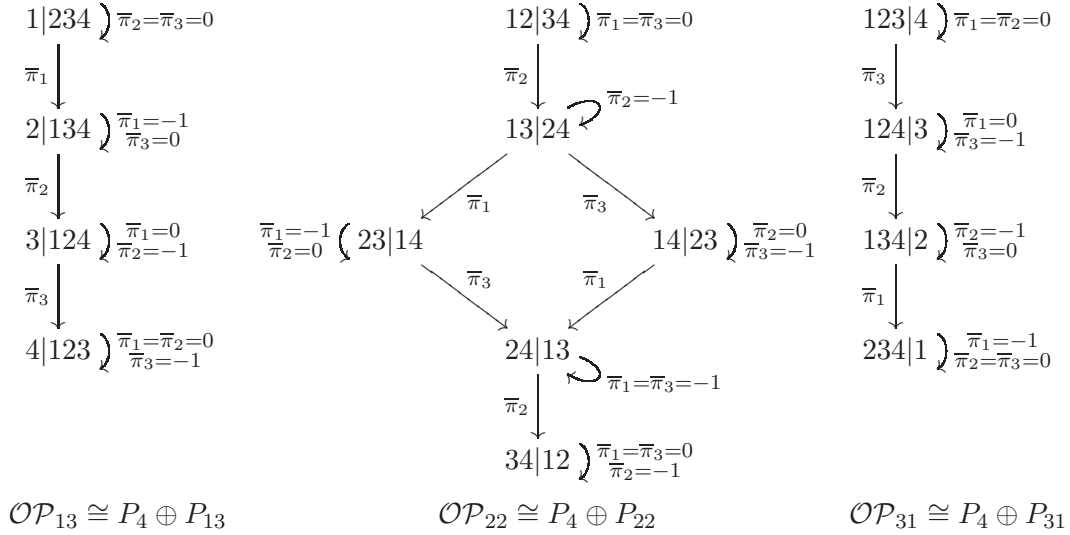 1|234 π̅₂=π̅₃=0
π̅₁
2|134 π̅₁=−1
π̅₃=0
π̅₂
3|124 π̅₁=0
π̅₂=−1
π̅₃
4|123 π̅₁=π̅₂=0
π̅₃=−1
𝒪𝒫₁₃ ≅ P₄ ⊕ P₁₃
12|34 π̅₁=π̅₃=0
π̅₂
π̅₂=−1
13|24
π̅₁ π̅₃
π̅₁=−1
π̅₂=0
23|14
14|23 π̅₂=0
π̅₃=−1
π̅₃ π̅₁
24|13
π̅₁=π̅₃=−1
π̅₂
34|12 π̅₁=π̅₃=0
π̅₂=−1
𝒪𝒫₂₂ ≅ P₄ ⊕ P₂₂
123|4 π̅₁=π̅₂=0
π̅₃
124|3 π̅₁=0
π̅₃=−1
π̅₂
134|2 π̅₂=−1
π̅₃=0
π̅₁
234|1 π̅₁=−1
π̅₂=π̅₃=0
𝒪𝒫₃₁ ≅ P₄ ⊕ P₃₁